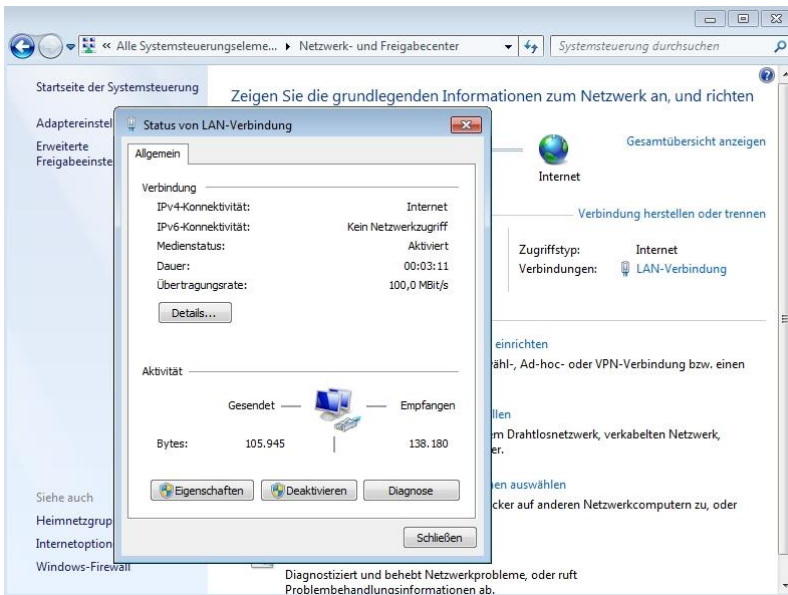 « Alle Systemsteuerungseleme... ▸ Netzwerk- und Freigabecenter
Systemsteuerung durchsuchen
Startseite der Systemsteuerung
Adaptereinstel
Erweiterte
Freigabeeinste
Siehe auch
Heimnetzgrup
Internetoption
Windows-Firewall
Zeigen Sie die grundlegenden Informationen zum Netzwerk an, und richten
Gesamtübersicht anzeigen
Internet
Verbindung herstellen oder trennen
Zugriffstyp: Internet
Verbindungen: LAN-Verbindung
einrichten
ähl-, Ad-hoc- oder VPN-Verbindung bzw. einen
llen
em Drahtlosnetzwerk, verkabelten Netzwerk,
er.
en auswählen
cker auf anderen Netzwerkcomputern zu, oder
Diagnostiziert und behebt Netzwerkprobleme, oder ruft
Problembehandlungsinformationen ab.
Status von LAN-Verbindung
Allgemein
Verbindung
IPv4-Konnektivität: Internet
IPv6-Konnektivität: Kein Netzwerkzugriff
Medienstatus: Aktiviert
Dauer: 00:03:11
Übertragungsrate: 100,0 MBit/s
Details...
Aktivität
Gesendet — Empfangen
Bytes: 105.945 | 138.180
Eigenschaften Deaktivieren Diagnose
Schließen